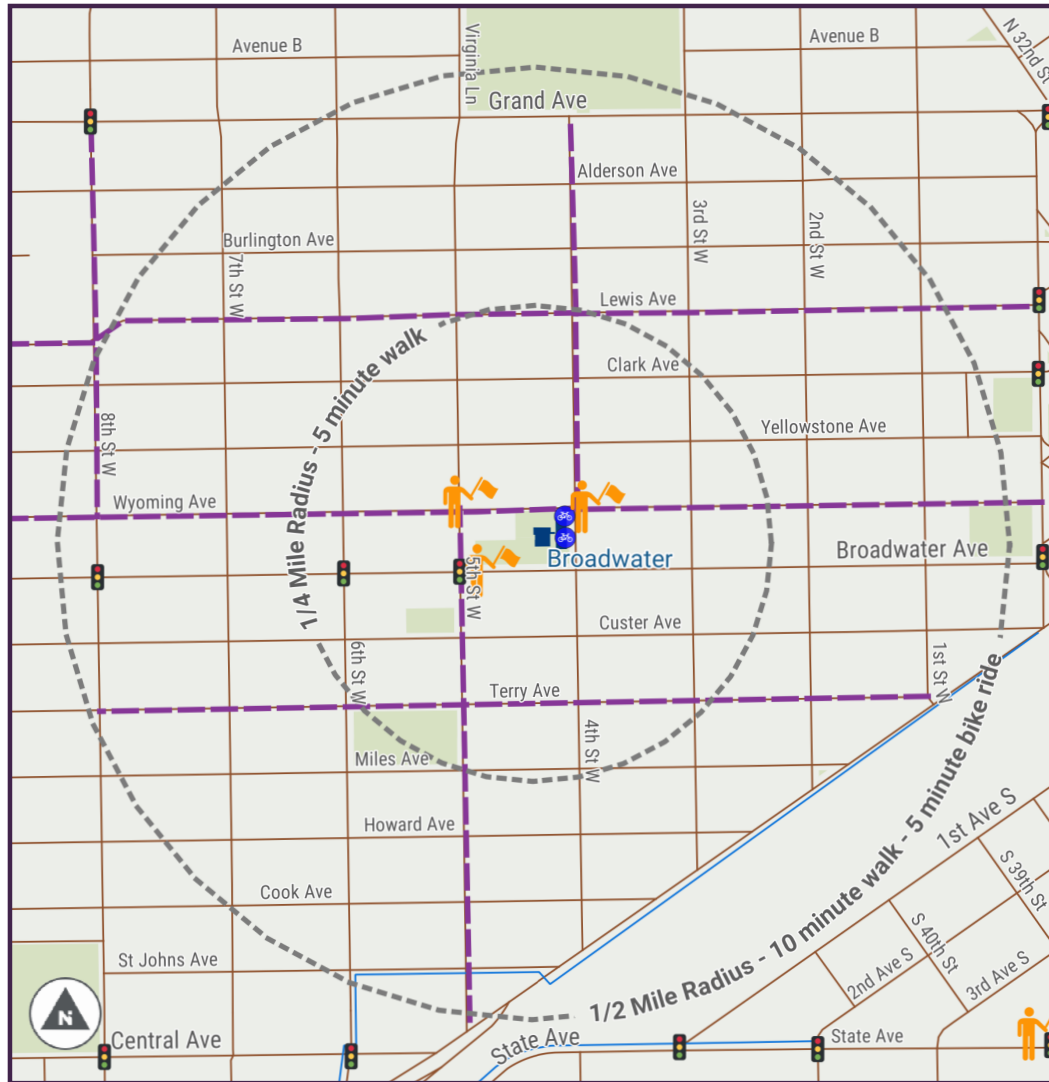 Avenue B
Virginia Ln
Avenue B
N 32nd St
Grand Ave
Alderson Ave
3rd St W
2nd St W
Burlington Ave
7th St W
Lewis Ave
1/4 Mile Radius - 5 minute walk
Clark Ave
8th St W
Yellowstone Ave
Wyoming Ave
Broadwater
Broadwater Ave
5th St W
Custer Ave
6th St W
1st St W
Terry Ave
4th St W
Miles Ave
1/2 Mile Radius - 10 minute walk - 5 minute bike ride
Howard Ave
1st Ave S
S 39th St
Cook Ave
S 40th St
St Johns Ave
2nd Ave S
3rd Ave S
N
Central Ave
State Ave
State Ave